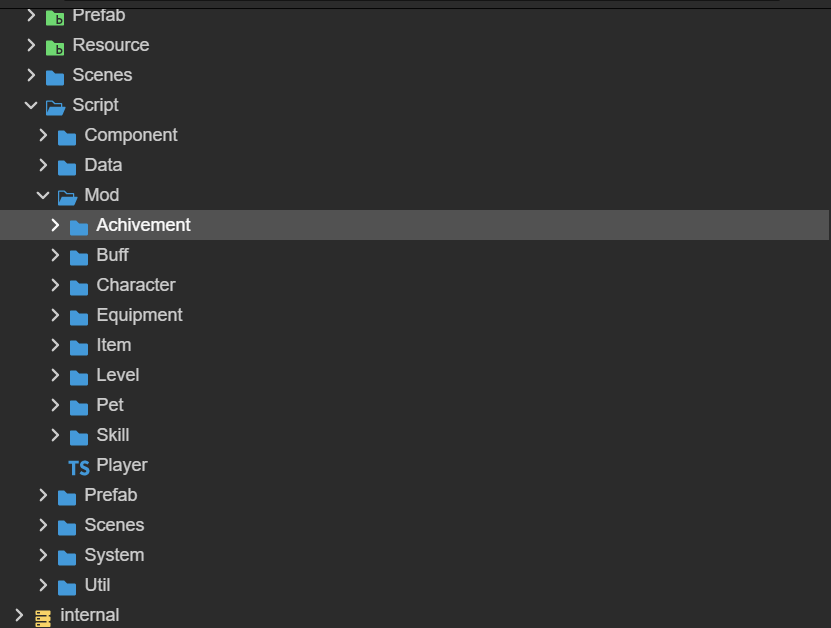 Prefab
Resource
Scenes
Script
Component
Data
Mod
Achivement
Buff
Character
Equipment
Item
Level
Pet
Skill
TS Player
Prefab
Scenes
System
Util
internal